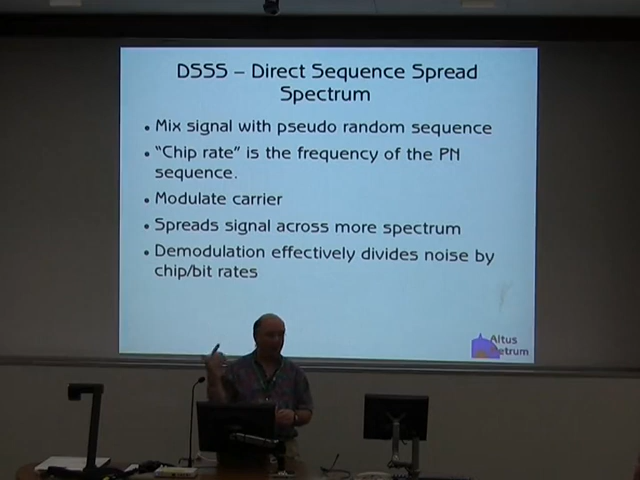 DSSS – Direct Sequence Spread
Spectrum
• Mix signal with pseudo random sequence
• "Chip rate" is the frequency of the PN
sequence.
• Modulate carrier
• Spreads signal across more spectrum
• Demodulation effectively divides noise by
chip/bit rates
Altus
Metrum